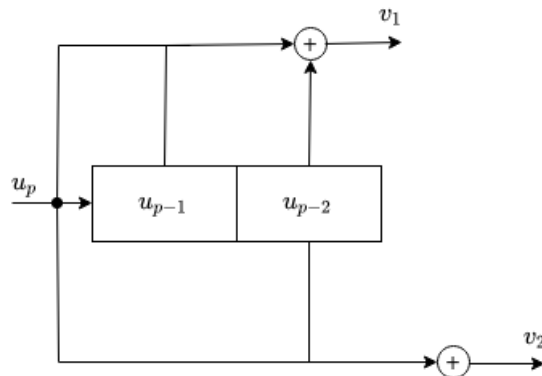 v₁
+
uₚ
uₚ₋₁
uₚ₋₂
v₂
+